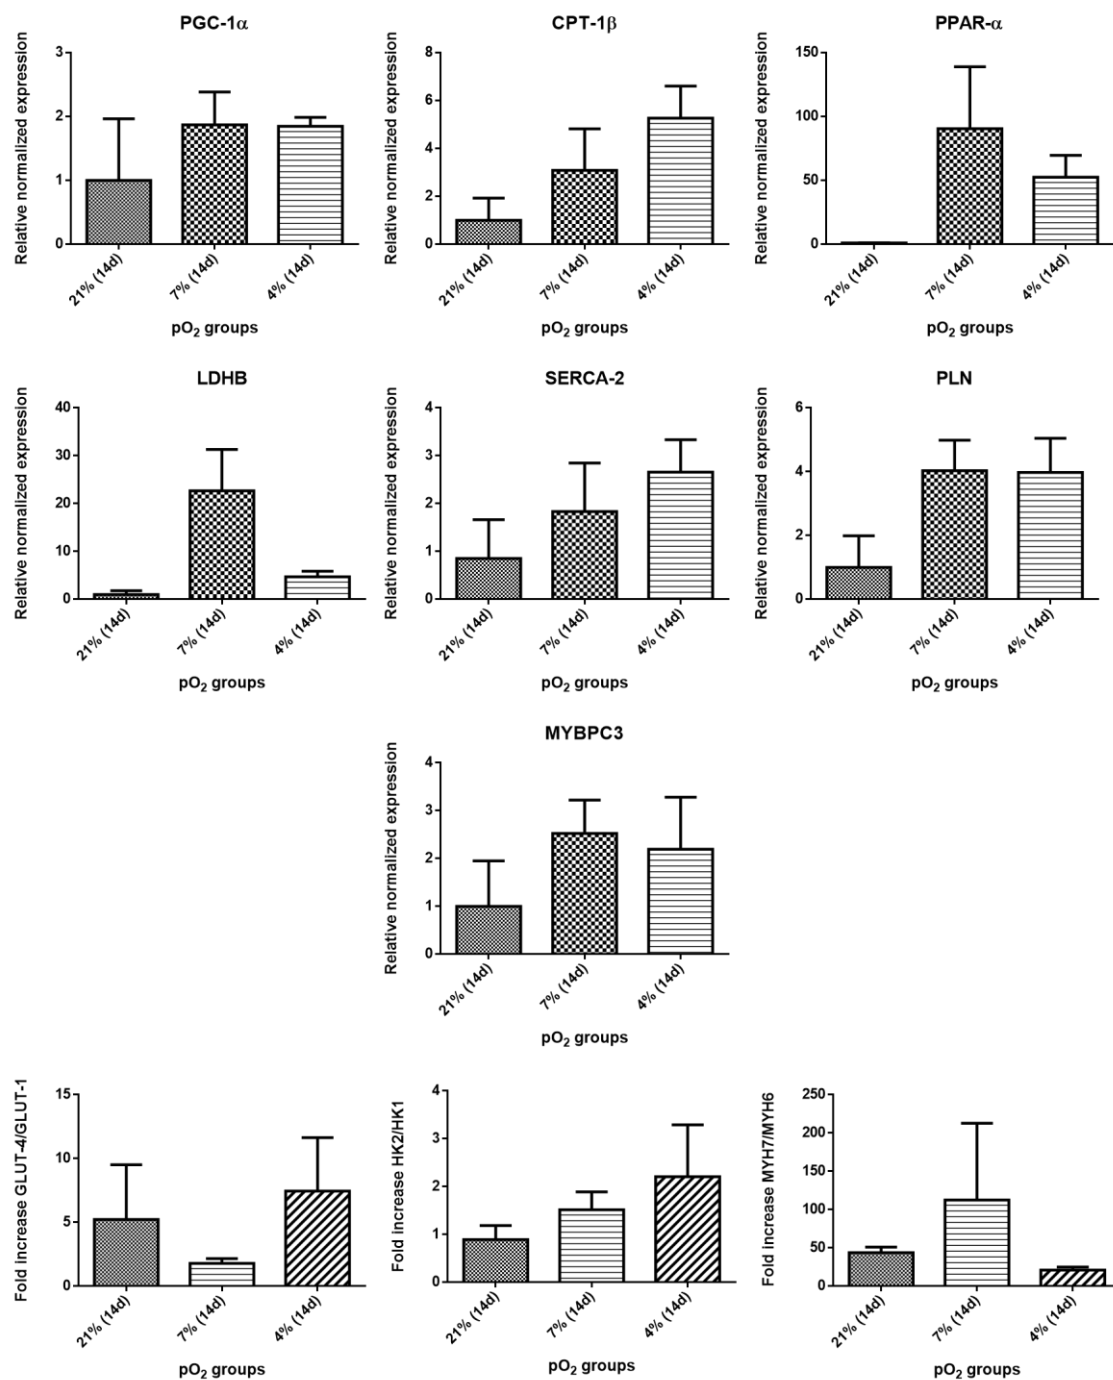 PGC-1α
Relative normalized expression
3
2
1
0
21% (14d)
7% (14d)
4% (14d)
pO₂ groups
CPT-1β
Relative normalized expression
8
6
4
2
0
21% (14d)
7% (14d)
4% (14d)
pO₂ groups
PPAR-α
Relative normalized expression
150
100
50
0
21% (14d)
7% (14d)
4% (14d)
pO₂ groups
LDHB
Relative normalized expression
40
30
20
10
0
21% (14d)
7% (14d)
4% (14d)
pO₂ groups
SERCA-2
Relative normalized expression
4
3
2
1
0
21% (14d)
7% (14d)
4% (14d)
pO₂ groups
PLN
Relative normalized expression
6
4
2
0
21% (14d)
7% (14d)
4% (14d)
pO₂ groups
MYBPC3
Relative normalized expression
4
3
2
1
0
21% (14d)
7% (14d)
4% (14d)
pO₂ groups
Fold increase GLUT-4/GLUT-1
15
10
5
0
21% (14d)
7% (14d)
4% (14d)
pO₂ groups
Fold increase HK2/HK1
4
3
2
1
0
21% (14d)
7% (14d)
4% (14d)
pO₂ groups
Fold increase MYH7/MYH6
250
200
150
100
50
0
21% (14d)
7% (14d)
4% (14d)
pO₂ groups